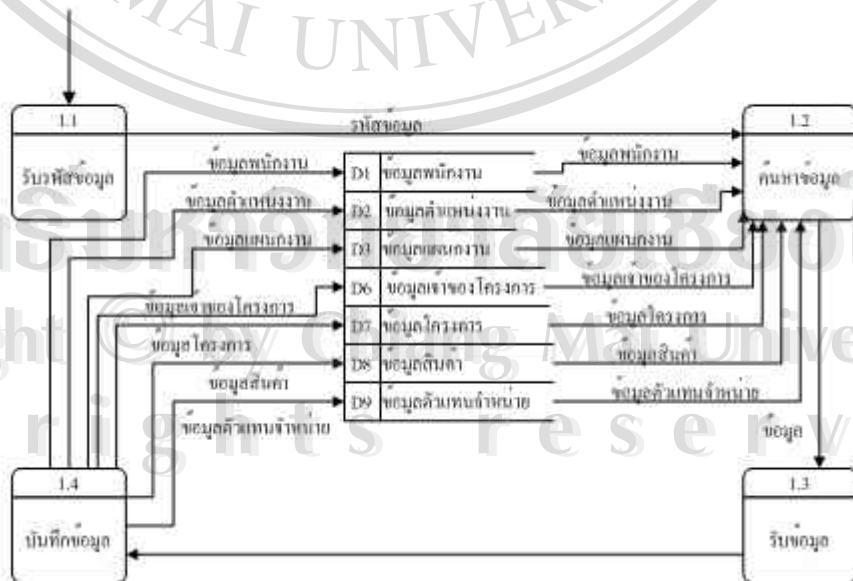 MAI UNIVER
1.1
รับรหัสข้อมูล
รหัสข้อมูล
1.2
ค้นหาข้อมูล
ข้อมูลพนักงาน
D1 ข้อมูลพนักงาน
ข้อมูลพนักงาน
ข้อมูลตำแหน่งงาน
D2 ข้อมูลตำแหน่งงาน
ข้อมูลตำแหน่งงาน
ข้อมูลแผนกงาน
D3 ข้อมูลแผนกงาน
ข้อมูลแผนกงาน
ข้อมูลเจ้าของโครงการ
D6 ข้อมูลเจ้าของโครงการ
ข้อมูลเจ้าของโครงการ
ข้อมูลโครงการ
D7 ข้อมูลโครงการ
ข้อมูลโครงการ
ข้อมูลสินค้า
D8 ข้อมูลสินค้า
ข้อมูลสินค้า
ข้อมูลตัวแทนจำหน่าย
D9 ข้อมูลตัวแทนจำหน่าย
ข้อมูลตัวแทนจำหน่าย
ข้อมูล
1.4
บันทึกข้อมูล
1.3
รับข้อมูล
ght © by Chiang Mai Univer
rights reserv